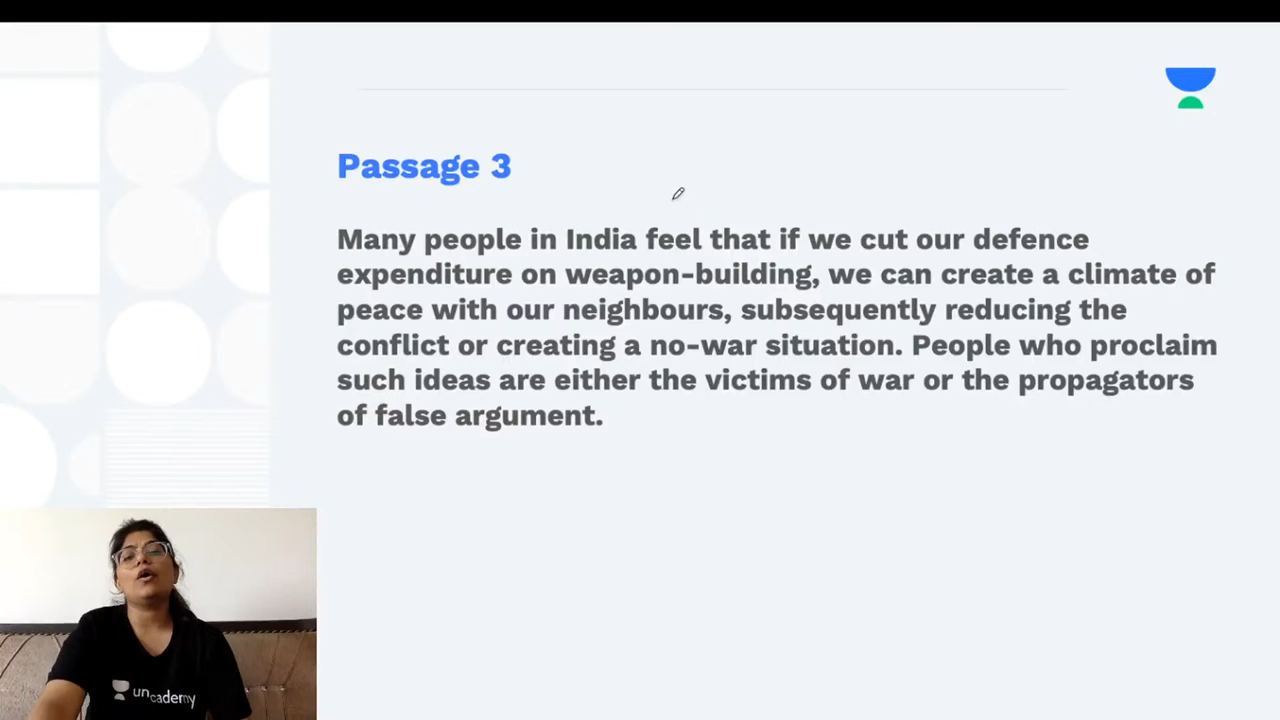 Passage 3
Many people in India feel that if we cut our defence
expenditure on weapon-building, we can create a climate of
peace with our neighbours, subsequently reducing the
conflict or creating a no-war situation. People who proclaim
such ideas are either the victims of war or the propagators
of false argument.
unacademy